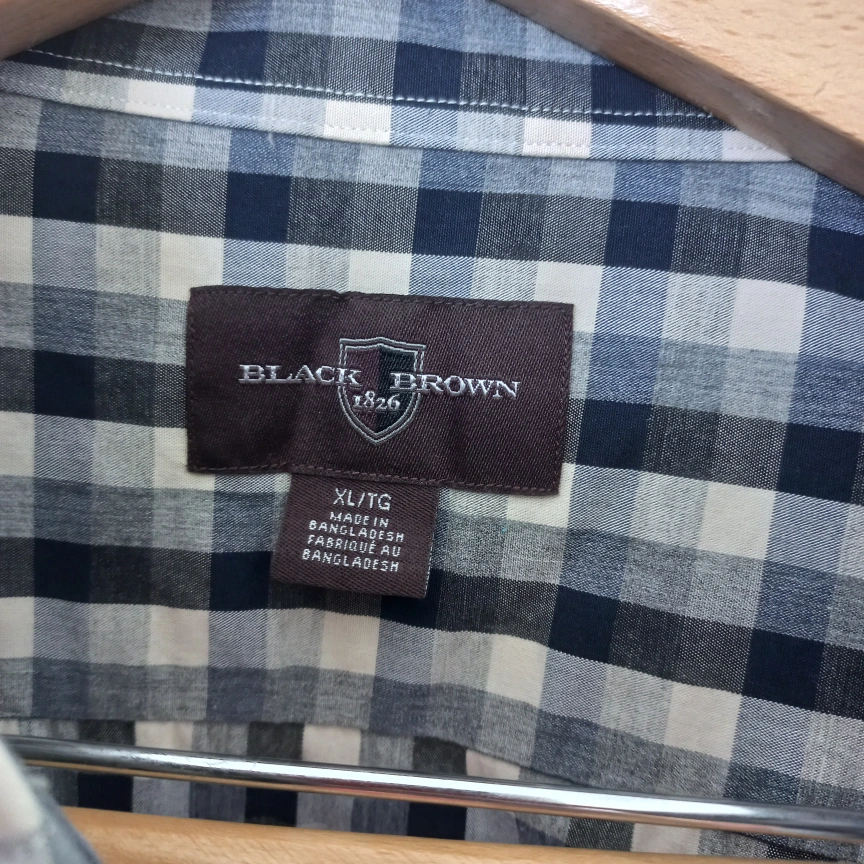 BLACK BROWN
1826
XL/TG
MADE IN
BANGLADESH
FABRIQUÉ AU
BANGLADESH